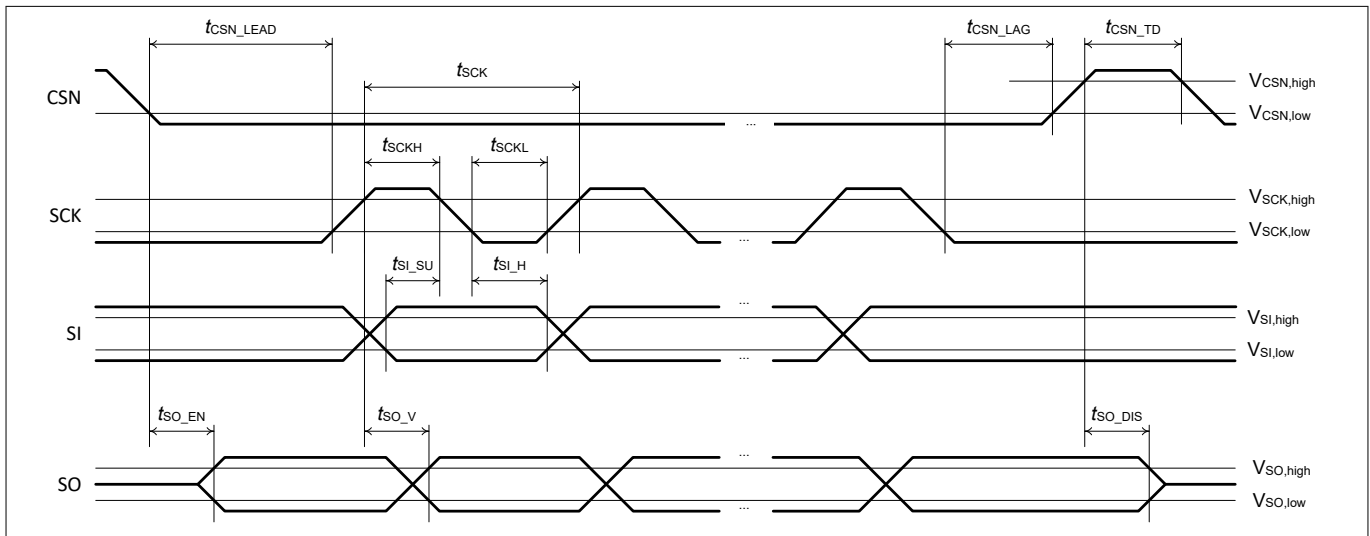 tCSN_LEAD tCSN_LAG tCSN_TD
tSCK
CSN VCSN,high
VCSN,low
...
tSCKH tSCKL
SCK VSCK,high
VSCK,low
...
tSI_SU tSI_H
...
SI VSI,high
VSI,low
...
tSO_EN tSO_V tSO_DIS
...
SO VSO,high
VSO,low
...